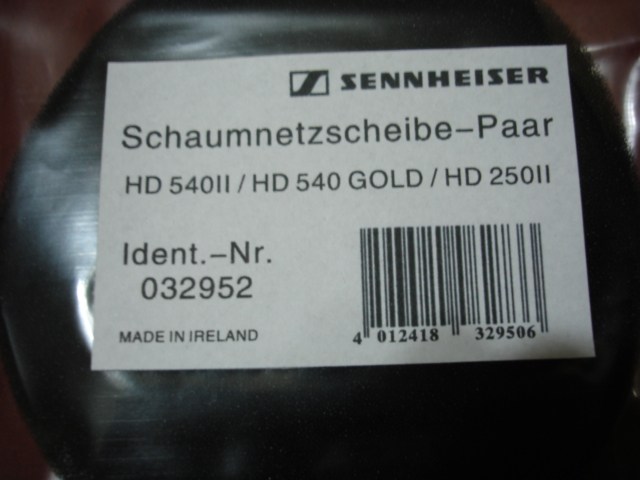 SENNHEISER
Schaumnetzscheibe-Paar
HD 540II / HD 540 GOLD / HD 250II
Ident.-Nr.
032952
MADE IN IRELAND
4 012418 329506